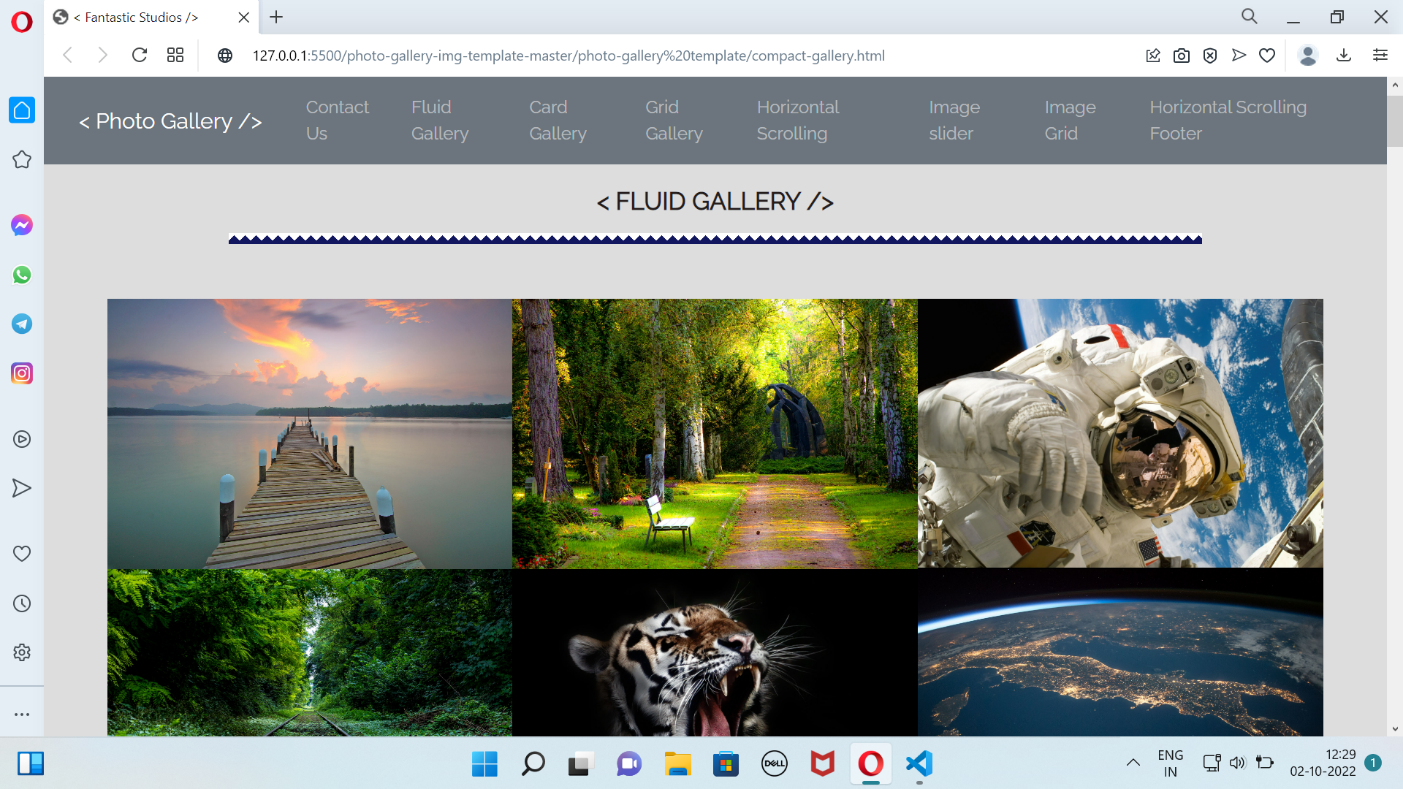 < Fantastic Studios />
127.0.0.1:5500/photo-gallery-img-template-master/photo-gallery%20template/compact-gallery.html
< Photo Gallery />
Contact
Us
Fluid
Gallery
Card
Gallery
Grid
Gallery
Horizontal
Scrolling
Image
slider
Image
Grid
Horizontal Scrolling
Footer
< FLUID GALLERY />
DELL
ENG
IN
12:29
02-10-2022
1